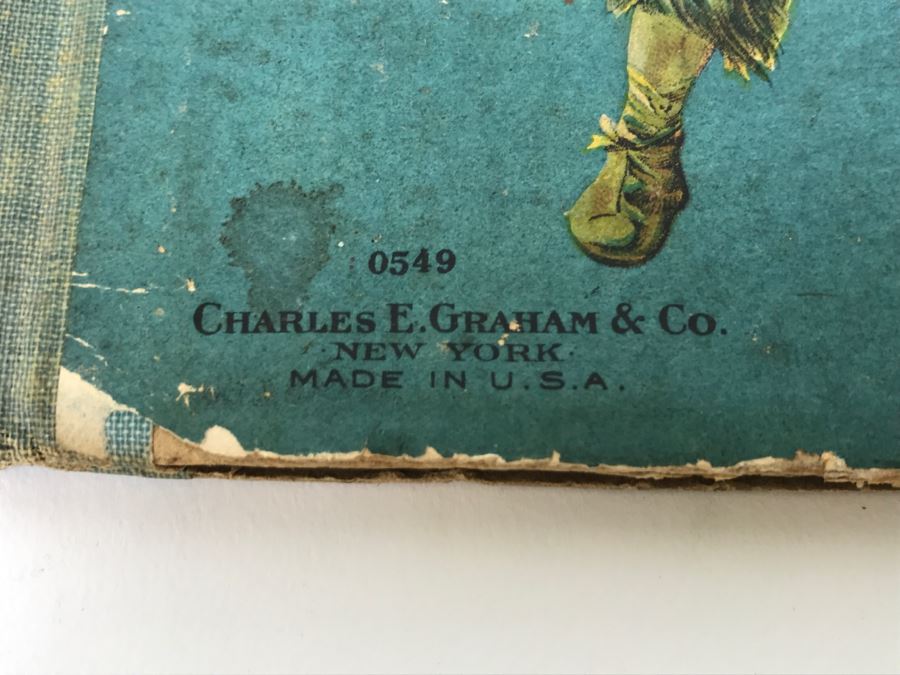 0549
CHARLES E. GRAHAM & CO.
NEW YORK
MADE IN U.S.A.